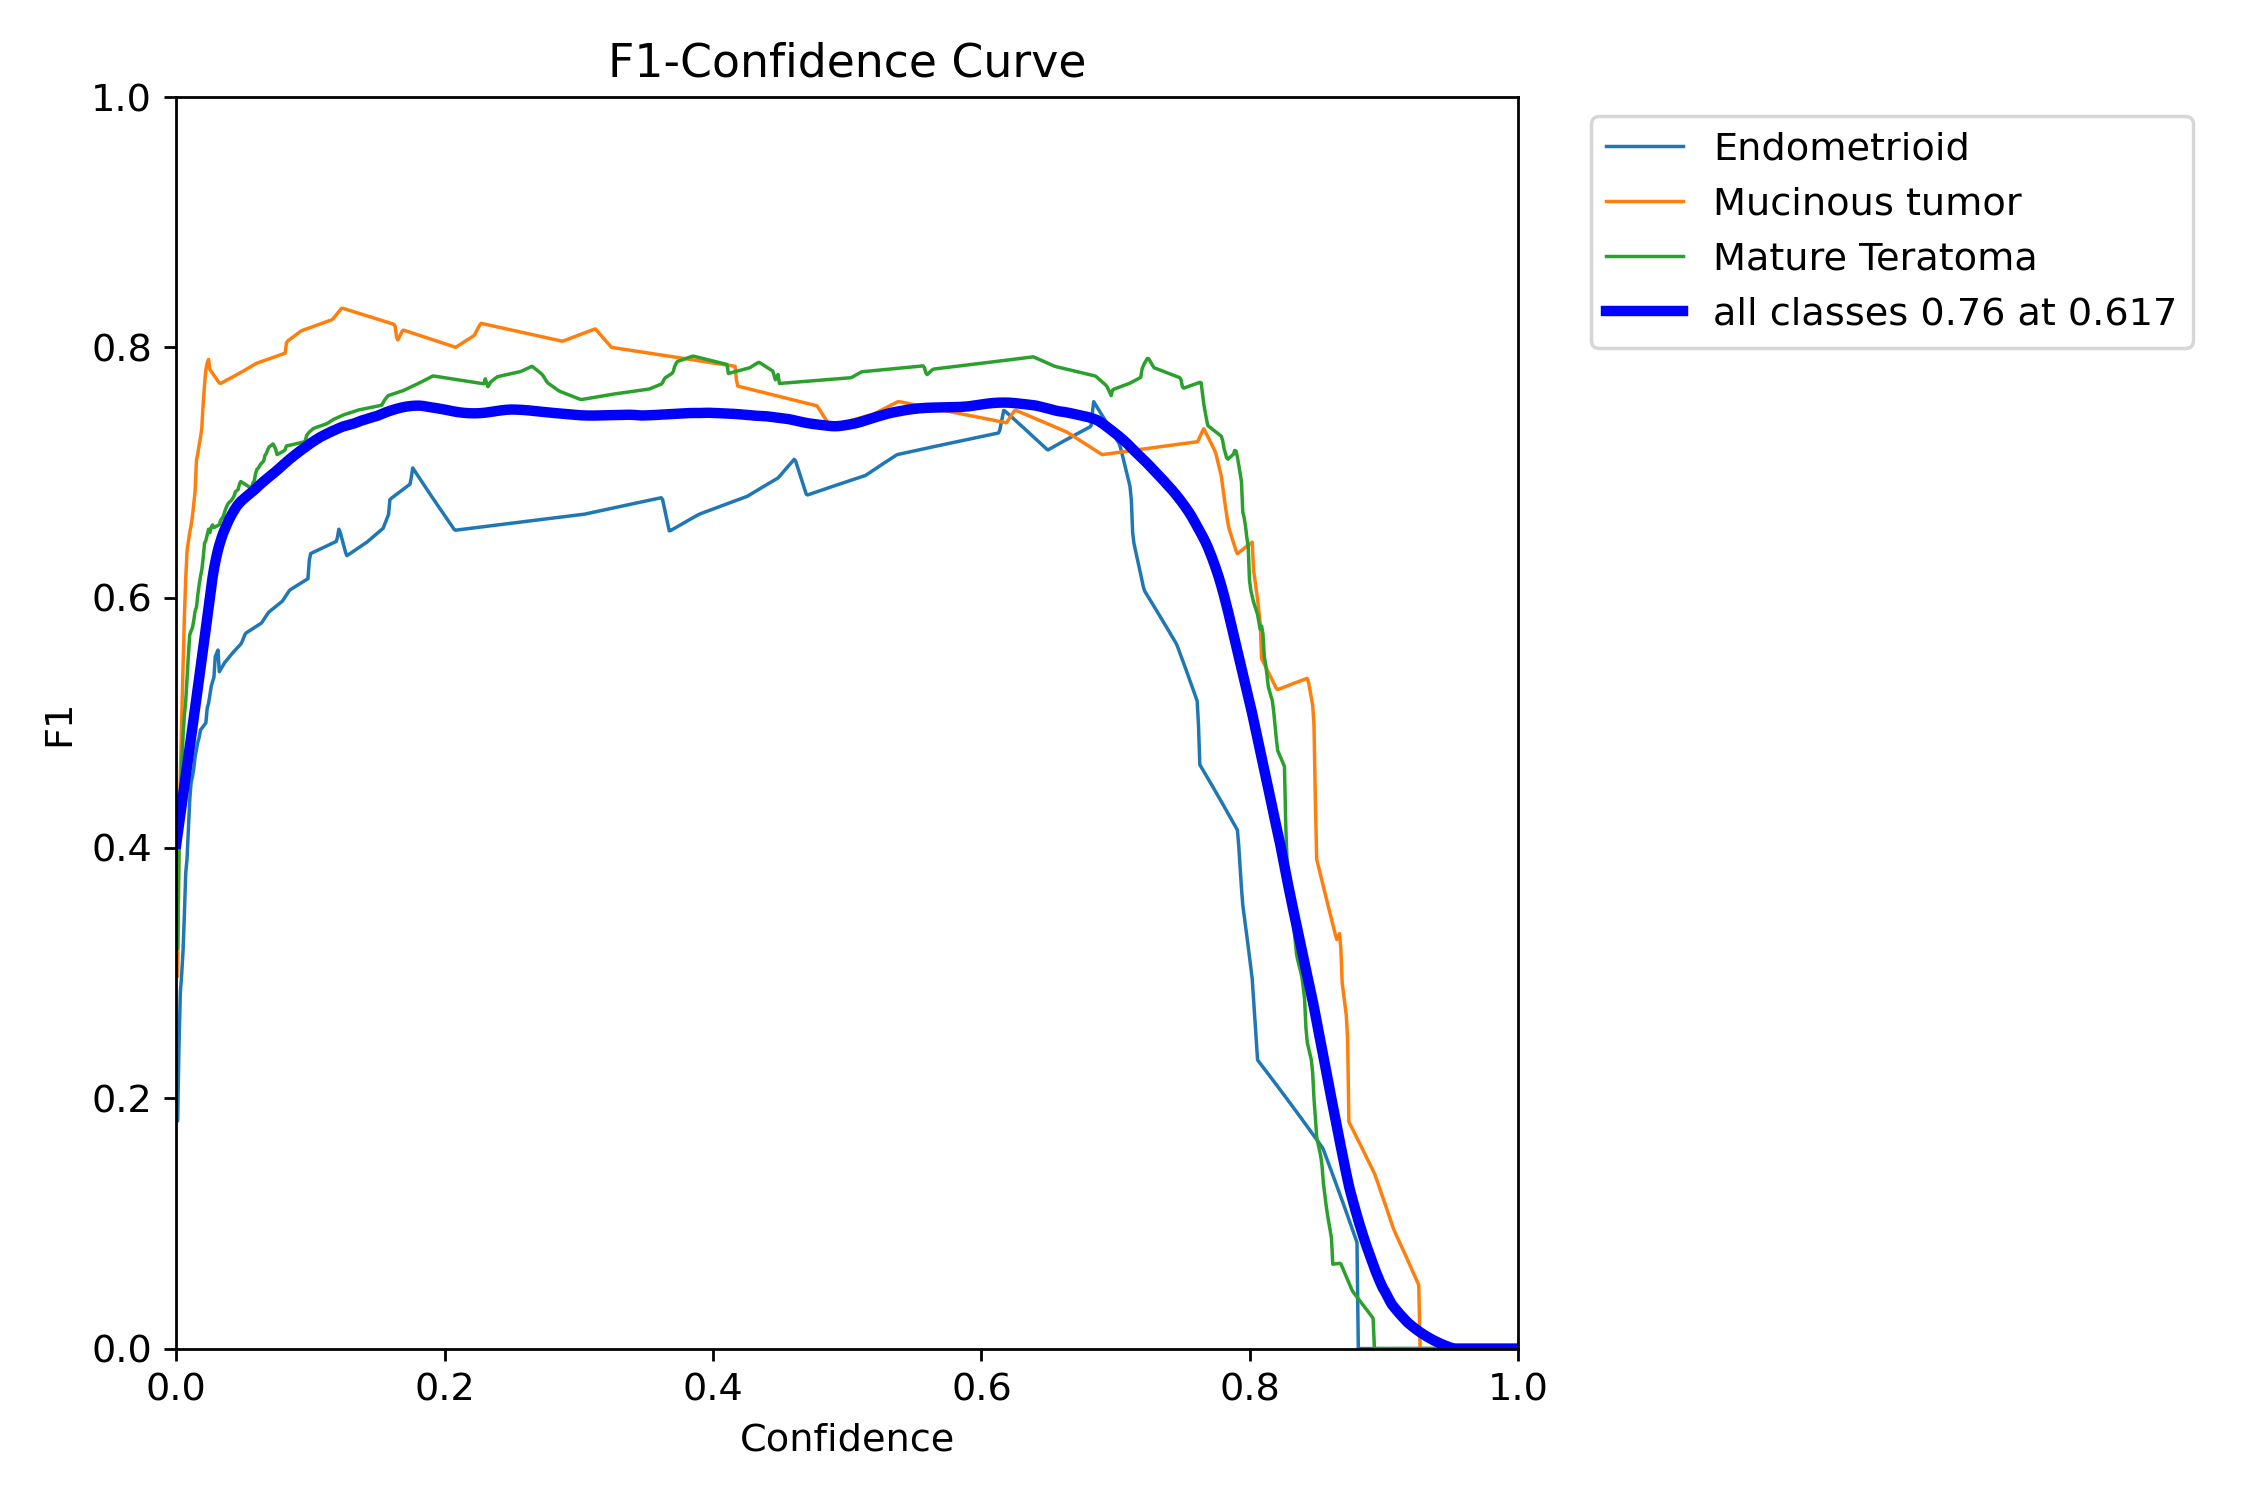 F1-Confidence Curve
1.0
0.8
0.6
0.4
0.2
0.0
F1
0.0 0.2 0.4 0.6 0.8 1.0
Confidence
Endometrioid
Mucinous tumor
Mature Teratoma
all classes 0.76 at 0.617